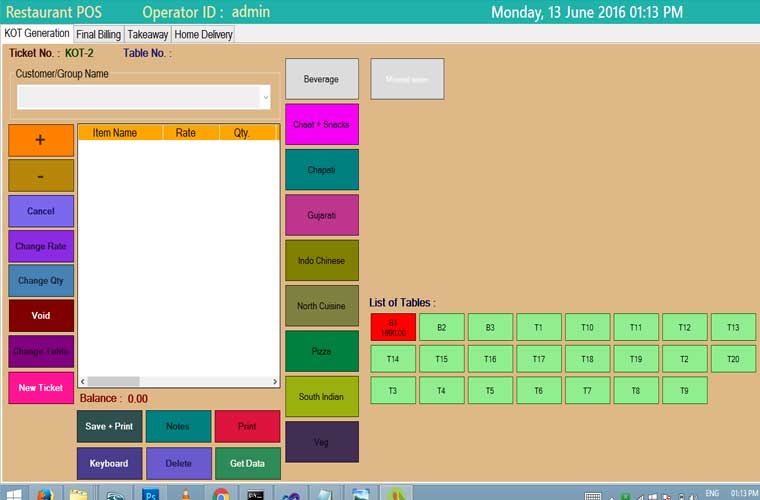 Restaurant POS Operator ID : admin Monday, 13 June 2016 01:13 PM
KOT Generation Final Billing Takeaway Home Delivery
Ticket No. : KOT-2 Table No. :
Customer/Group Name
Item Name Rate Qty.
+
-
Cancel
Change Rate
Change Qty
Void
Change Table
New Ticket
Balance : 0.00
Save + Print Notes Print
Keyboard Delete Get Data
Beverage
Chaat + Snacks
Chapati
Gujarati
Indo Chinese
North Cuisine
Pizza
South Indian
Veg
Mineral water
List of Tables :
B1 B2 B3 T1 T10 T11 T12 T13
T14 T15 T16 T17 T18 T19 T2 T20
T3 T4 T5 T6 T7 T8 T9
Ps
ENG 01:13 PM